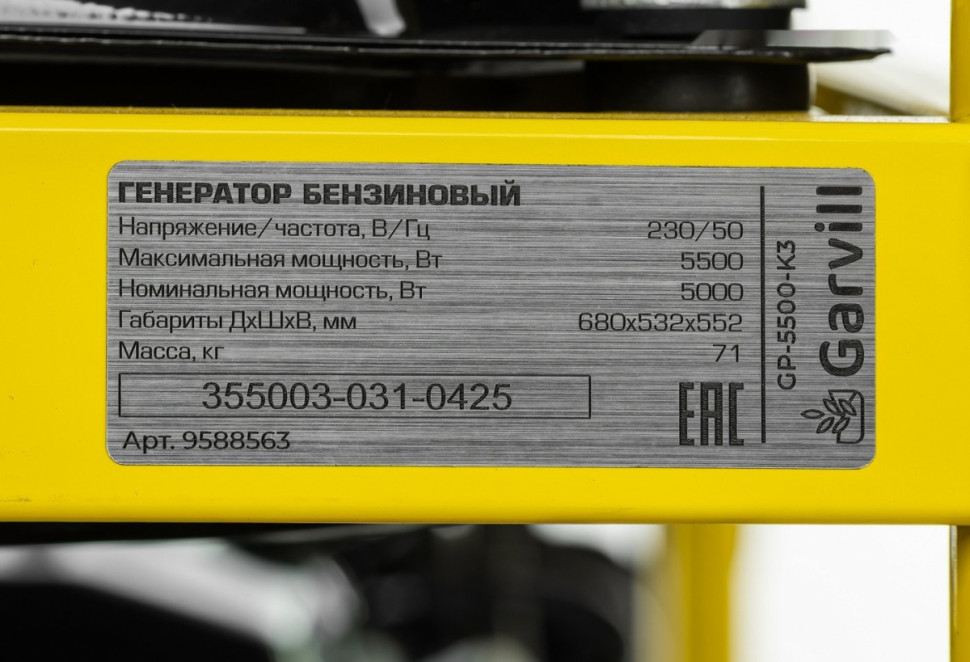 ГЕНЕРАТОР БЕНЗИНОВЫЙ
Напряжение/частота, В/Гц 230/50
Максимальная мощность, Вт 5500
Номинальная мощность, Вт 5000
Габариты ДхШхВ, мм 680x532x552
Масса, кг 71
355003-031-0425
Арт. 9588563
EAC
GP-5500-K3
Garvill